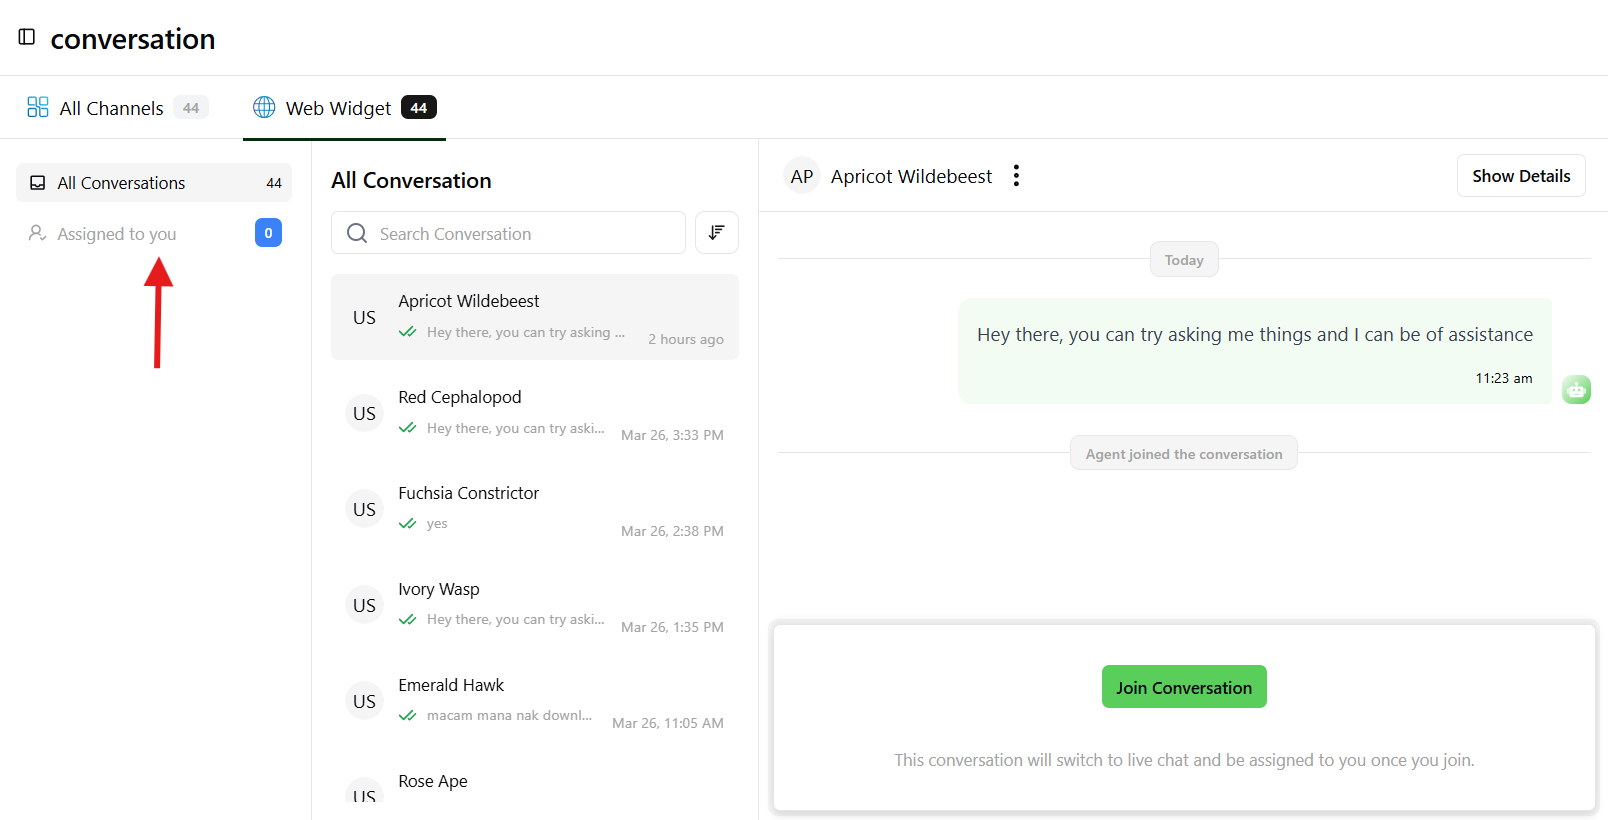 conversation
All Channels 44
Web Widget 44
All Conversations 44
Assigned to you 0
All Conversation
Search Conversation
US
Apricot Wildebeest
Hey there, you can try asking ...
2 hours ago
US
Red Cephalopod
Hey there, you can try aski...
Mar 26, 3:33 PM
US
Fuchsia Constrictor
yes
Mar 26, 2:38 PM
US
Ivory Wasp
Hey there, you can try aski...
Mar 26, 1:35 PM
US
Emerald Hawk
macam mana nak downl...
Mar 26, 11:05 AM
US
Rose Ape
AP Apricot Wildebeest
Show Details
Today
Hey there, you can try asking me things and I can be of assistance
11:23 am
Agent joined the conversation
Join Conversation
This conversation will switch to live chat and be assigned to you once you join.